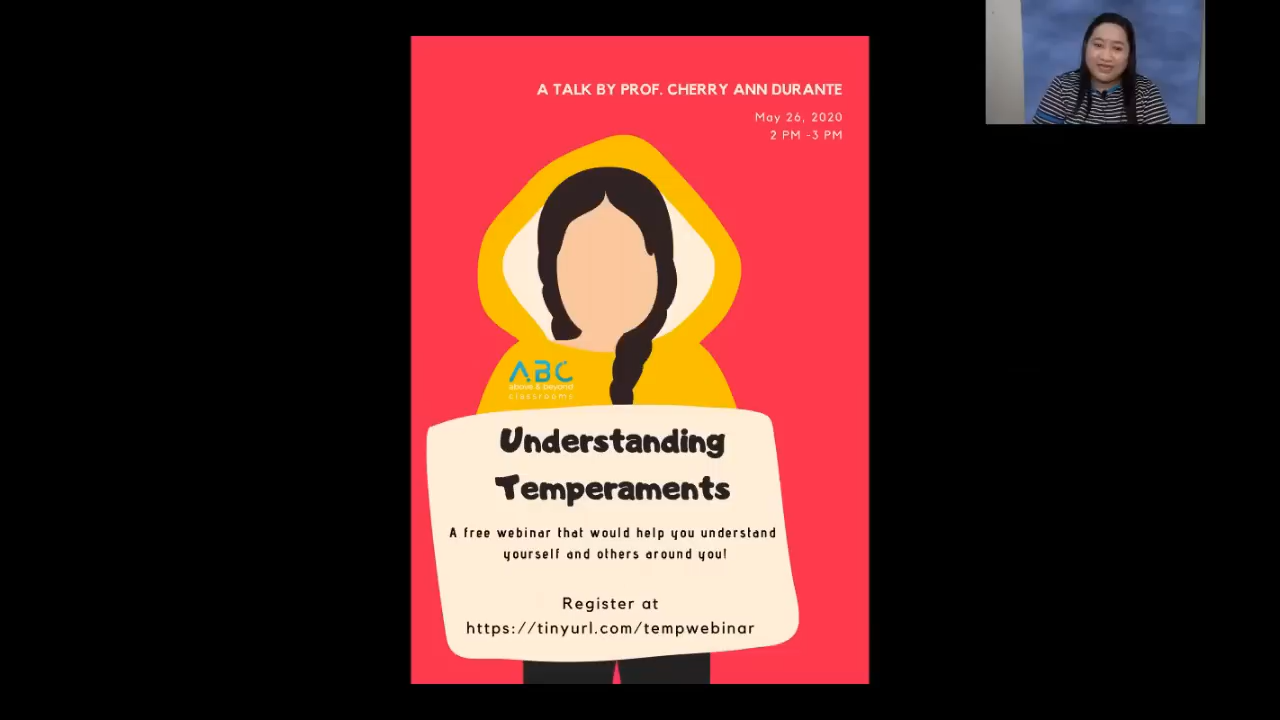 A TALK BY PROF. CHERRY ANN DURANTE
May 26, 2020
2 PM -3 PM
ABC
above & beyond
classrooms
Understanding
Temperaments
A free webinar that would help you understand
yourself and others around you!
Register at
https://tinyurl.com/tempwebinar